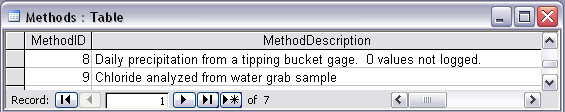 Methods : Table
MethodID MethodDescription
8 Daily precipitation from a tipping bucket gage.  0 values not logged.
9 Chloride analyzed from water grab sample
Record: 1 of 7